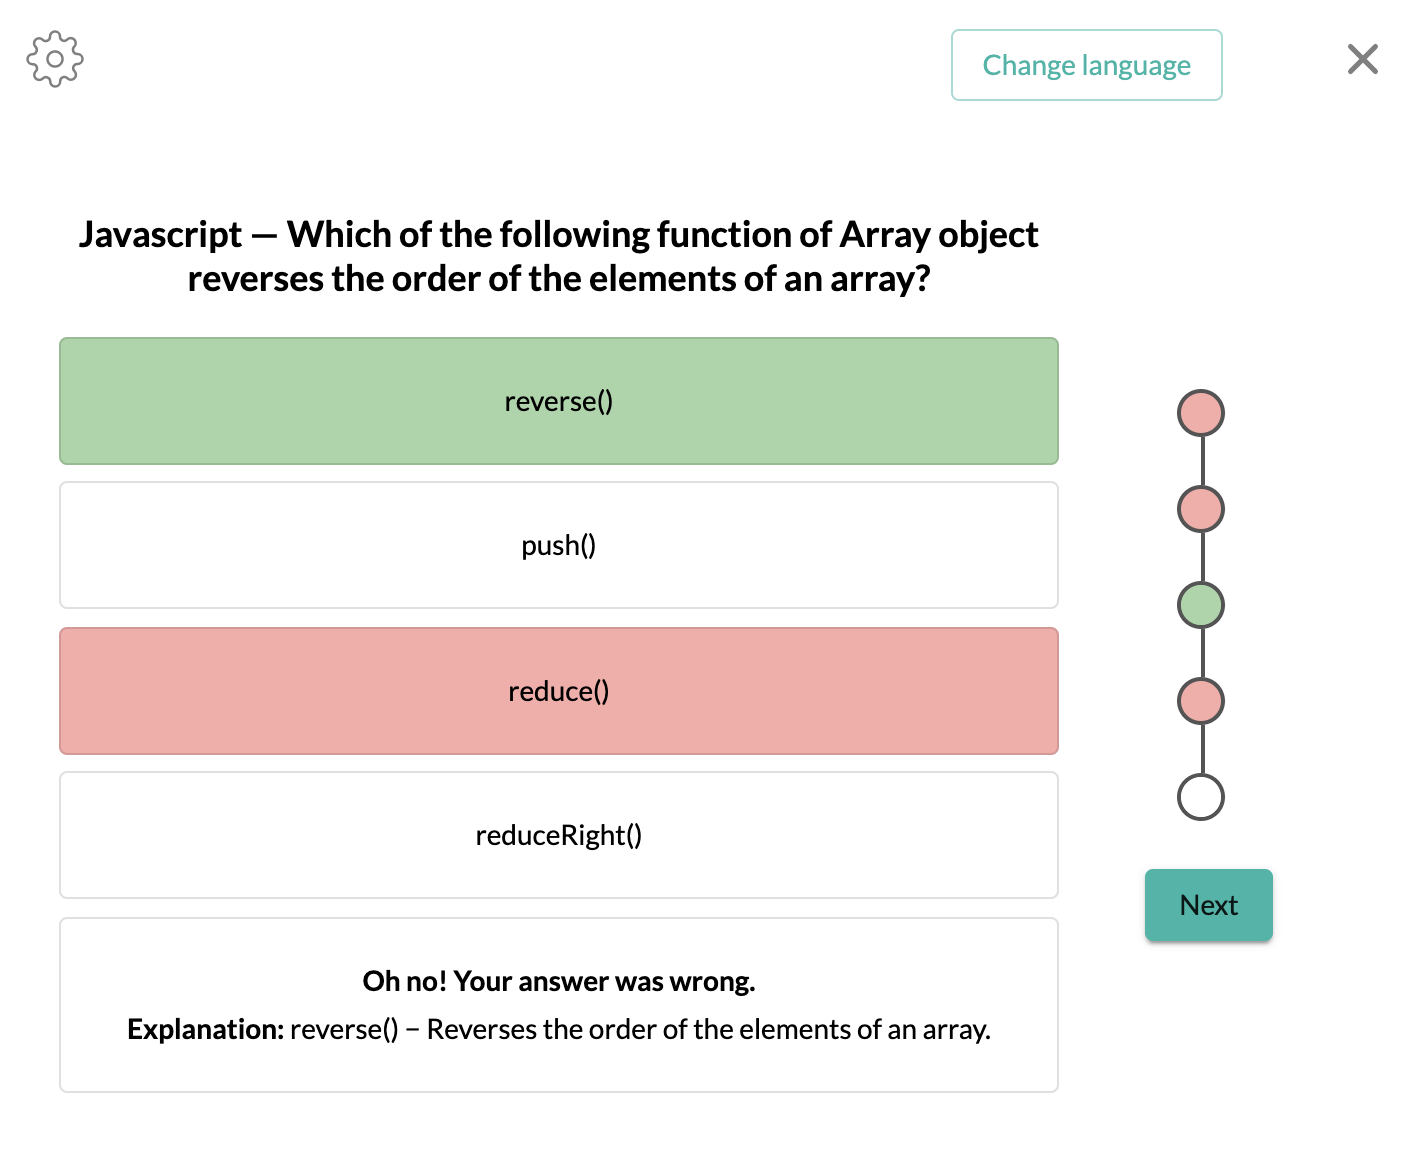 Change language
Javascript — Which of the following function of Array object
reverses the order of the elements of an array?
reverse()
push()
reduce()
reduceRight()
Next
Oh no! Your answer was wrong.
Explanation: reverse() – Reverses the order of the elements of an array.